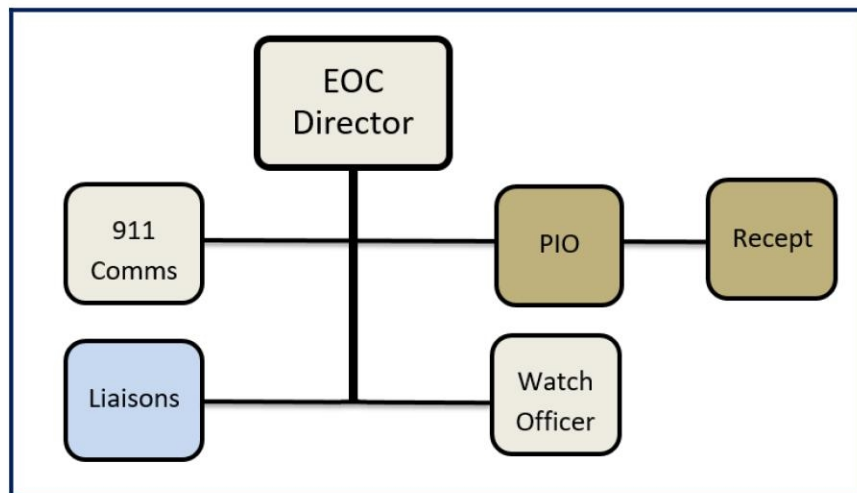 EOC
Director
911
Comms
PIO
Recept
Liaisons
Watch
Officer